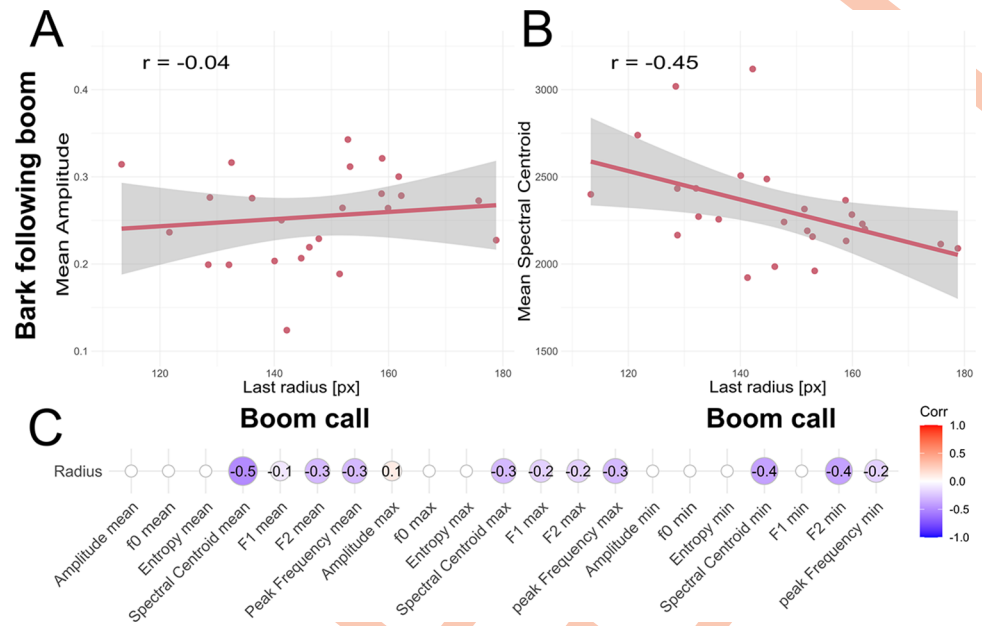 A
B
r = -0.04
r = -0.45
Bark following boom
Mean Amplitude
0.4
0.3
0.2
0.1
120
140
160
180
Last radius [px]
Boom call
Mean Spectral Centroid
3000
2500
2000
1500
120
140
160
180
Last radius [px]
Boom call
C
Radius
-0.5
-0.1
-0.3
-0.3
0.1
-0.3
-0.2
-0.2
-0.3
-0.4
-0.4
-0.2
Amplitude mean
f0 mean
Entropy mean
Spectral Centroid mean
F1 mean
F2 mean
Peak Frequency mean
Amplitude max
f0 max
Entropy max
Spectral Centroid max
F1 max
F2 max
peak Frequency max
Amplitude min
f0 min
Entropy min
Spectral Centroid min
F1 min
F2 min
peak Frequency min
Corr
1.0
0.5
0.0
-0.5
-1.0